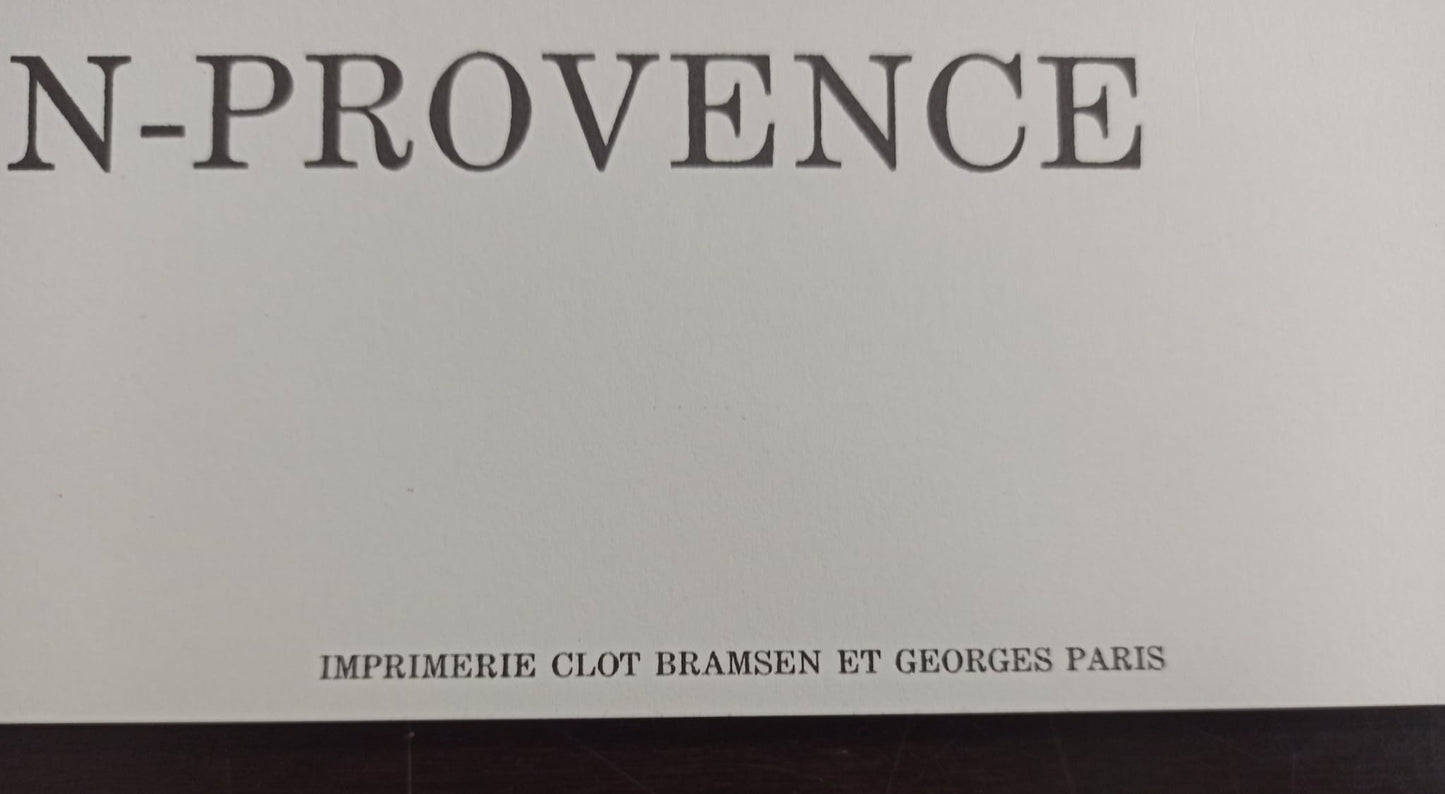 N-PROVENCE
IMPRIMERIE CLOT BRAMSEN ET GEORGES PARIS